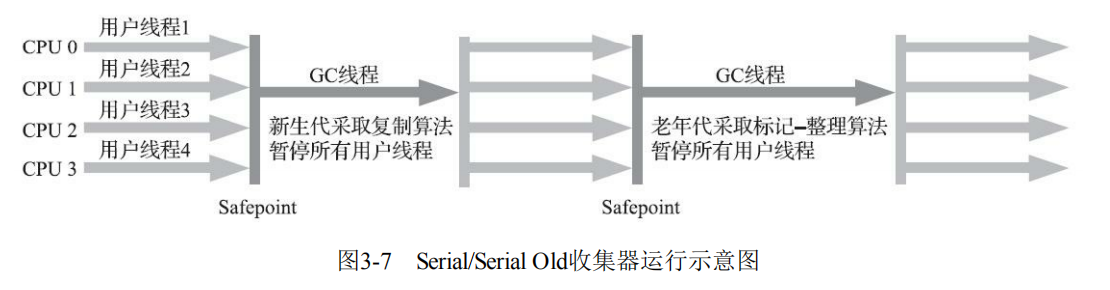 用户线程1
CPU 0
用户线程2
CPU 1
用户线程3
CPU 2
用户线程4
CPU 3
GC线程
新生代采取复制算法
暂停所有用户线程
Safepoint
GC线程
老年代采取标记-整理算法
暂停所有用户线程
Safepoint
图3-7 Serial/Serial Old收集器运行示意图